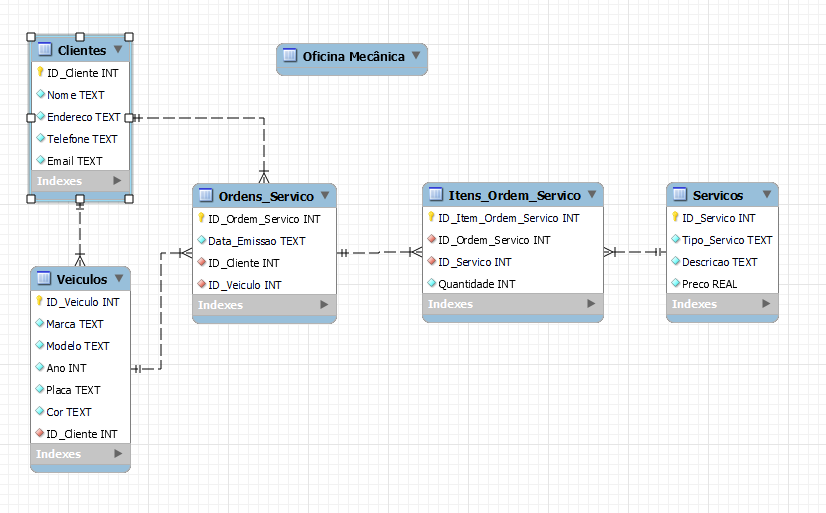 Clientes
ID_Cliente INT
Nome TEXT
Endereco TEXT
Telefone TEXT
Email TEXT
Indexes
Oficina Mecânica
Ordens_Servico
ID_Ordem_Servico INT
Data_Emissao TEXT
ID_Cliente INT
ID_Veiculo INT
Indexes
Itens_Ordem_Servico
ID_Item_Ordem_Servico INT
ID_Ordem_Servico INT
ID_Servico INT
Quantidade INT
Indexes
Servicos
ID_Servico INT
Tipo_Servico TEXT
Descricao TEXT
Preco REAL
Indexes
Veiculos
ID_Veiculo INT
Marca TEXT
Modelo TEXT
Ano INT
Placa TEXT
Cor TEXT
ID_Cliente INT
Indexes